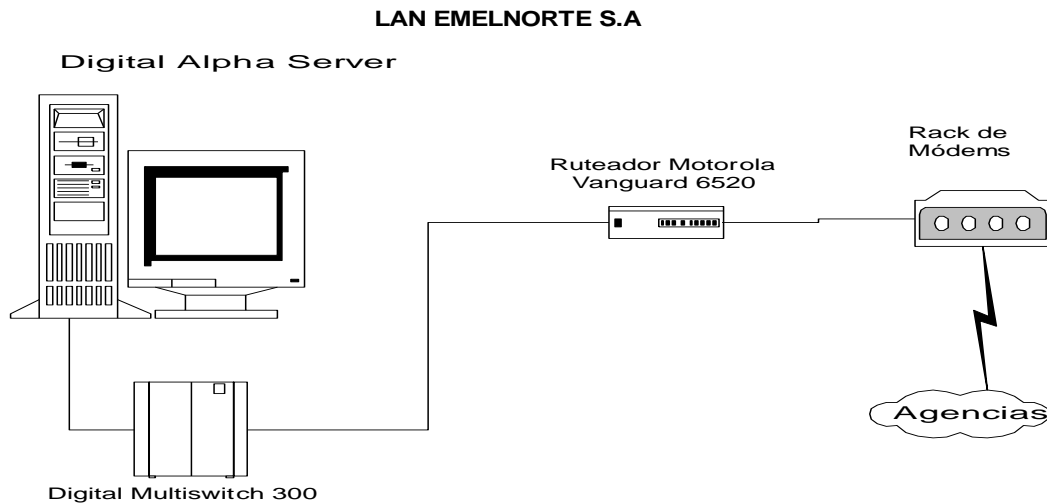 LAN EMELNORTE S.A
Digital Alpha Server
Rack de
Módems
Ruteador Motorola
Vanguard 6520
Agencias
Digital Multiswitch 300